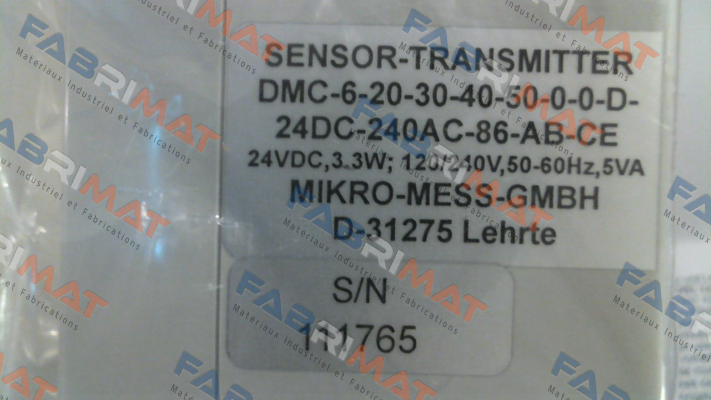 SENSOR-TRANSMITTER
DMC-6-20-30-40-50-0-0-D-
24DC-240AC-86-AB-CE
24VDC,3.3W; 120/240V,50-60Hz,5VA
MIKRO-MESS-GMBH
D-31275 Lehrte
S/N
111765
FABRIMAT
Materiaux Industriel et Fabrications